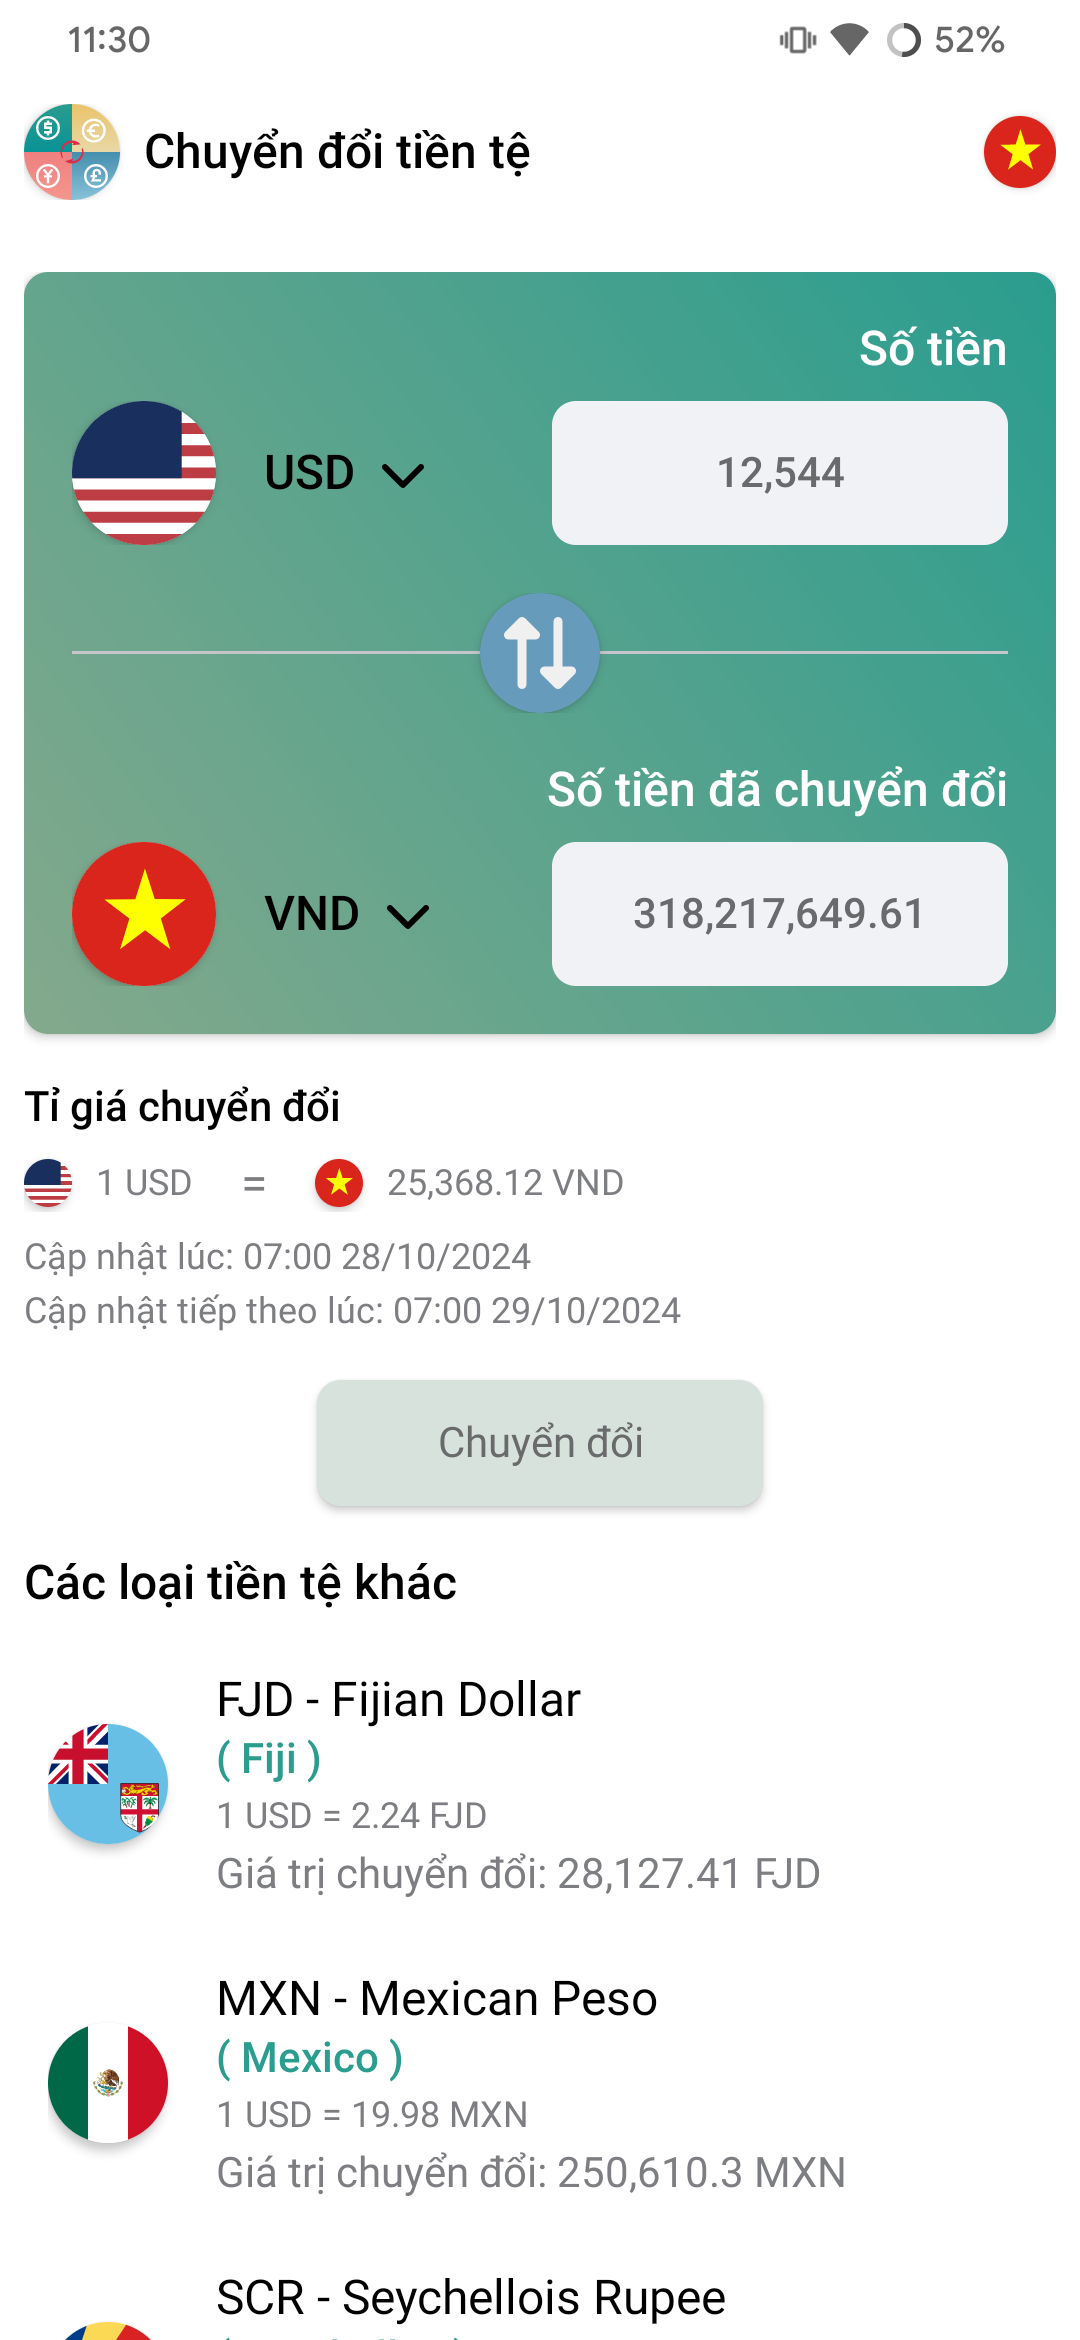 11:30
52%
Chuyển đổi tiền tệ
Số tiền
USD
12,544
Số tiền đã chuyển đổi
VND
318,217,649.61
Tỉ giá chuyển đổi
1 USD = 25,368.12 VND
Cập nhật lúc: 07:00 28/10/2024
Cập nhật tiếp theo lúc: 07:00 29/10/2024
Chuyển đổi
Các loại tiền tệ khác
FJD - Fijian Dollar
( Fiji )
1 USD = 2.24 FJD
Giá trị chuyển đổi: 28,127.41 FJD
MXN - Mexican Peso
( Mexico )
1 USD = 19.98 MXN
Giá trị chuyển đổi: 250,610.3 MXN
SCR - Seychellois Rupee